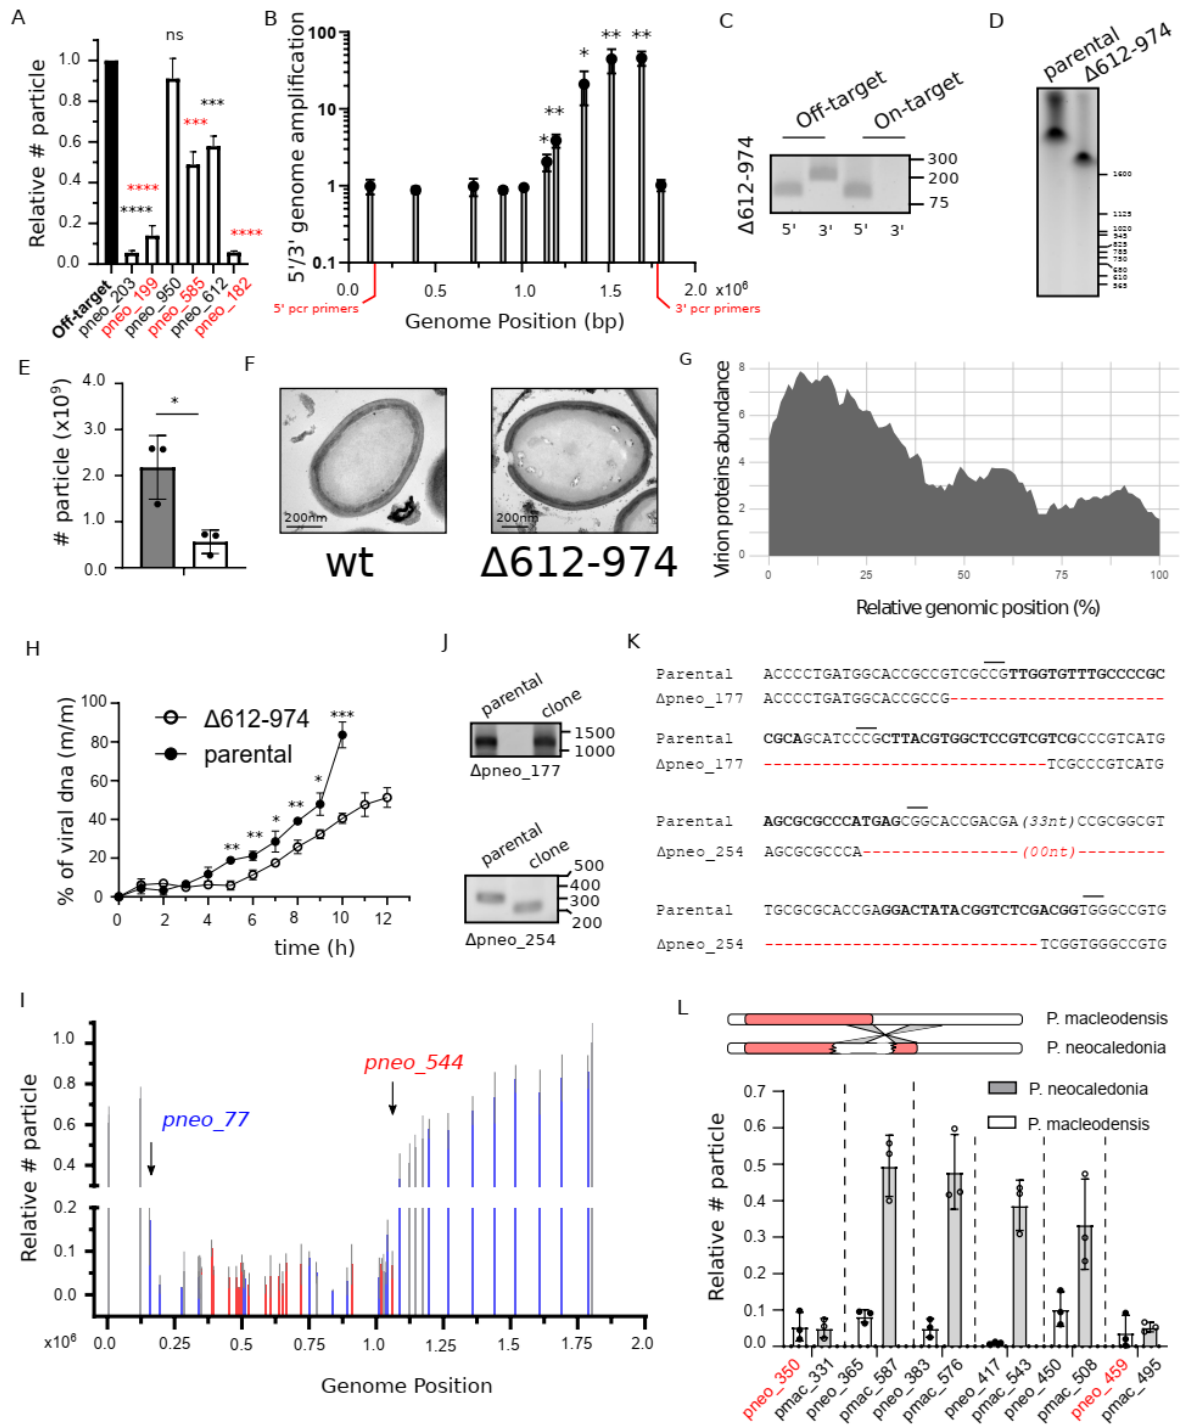 A
Relative # particle
1.0
0.8
0.6
0.4
0.2
0.0
ns
***
***
****
****
****
Off-target
pneo_203
pneo_199
pneo_950
pneo_585
pneo_612
pneo_182
B
5'/3' genome amplification
100
10
1
0.1
*
**
*
**
**
0.0
0.5
1.0
1.5
2.0
x10⁶
5' pcr primers
3' pcr primers
Genome Position (bp)
C
Off-target
On-target
Δ612-974
300
200
75
5'
3'
5'
3'
D
parental
Δ612-974
1600
1125
1020
945
825
785
750
680
610
565
E
# particle (x10⁹)
4.0
3.0
2.0
1.0
0.0
*
F
200nm
200nm
wt
Δ612-974
G
Virion proteins abundance
8
6
4
2
0
0
25
50
75
100
Relative genomic position (%)
H
% of viral dna (m/m)
100
80
60
40
20
0
Δ612-974
parental
**
**
*
**
*
***
0
2
4
6
8
10
12
time (h)
J
parental
clone
1500
1000
Δpneo_177
parental
clone
500
400
300
200
Δpneo_254
K
Parental ACCCCTGATGGCACCGCCGTCGCCGTTGGTGTTTGCCCCGC
Δpneo_177 ACCCCTGATGGCACCGCCG----------------------
Parental CGCAGCATCCCGCTTACGTGGCTCCGTCGTCGCCCGTCATG
Δpneo_177 -----------------------------TCGCCCGTCATG
Parental AGCGCGCCCATGAGCGGCACCGACGA(33nt)CCGCGGCGT
Δpneo_254 AGCGCGCCCA----------------(00nt)---------
Parental TGCGCGCACCGAGGACTATACGGTCTCGACGGTGGGCCGTG
Δpneo_254 ----------------------------TCGGTGGGCCGTG
I
Relative # particle
1.0
0.8
0.6
0.4
0.2
0.1
0.0
pneo_77
pneo_544
x10⁶
0.0
0.25
0.5
0.75
1.0
1.25
1.5
1.75
2.0
Genome Position
L
P. macleodensis
P. neocaledonia
P. neocaledonia
P. macleodensis
Relative # particle
0.7
0.6
0.5
0.4
0.3
0.2
0.1
0.0
pneo_350
pmac_331
pneo_365
pmac_587
pneo_383
pmac_576
pneo_417
pmac_543
pneo_450
pmac_508
pneo_459
pmac_495